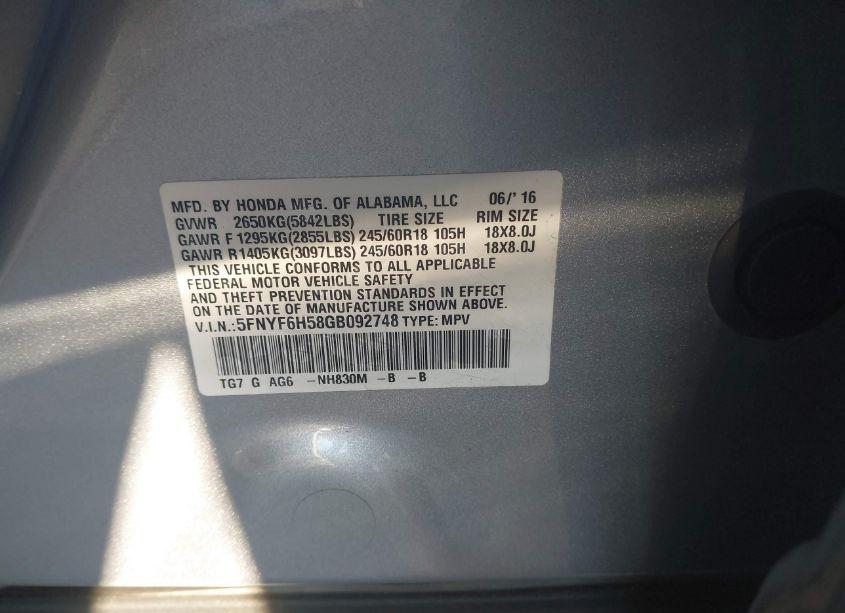 MFD. BY HONDA MFG. OF ALABAMA, LLC 06/' 16
GVWR 2650KG(5842LBS) TIRE SIZE RIM SIZE
GAWR F1295KG(2855LBS) 245/60R18 105H 18X8.0J
GAWR R1405KG(3097LBS) 245/60R18 105H 18X8.0J
THIS VEHICLE CONFORMS TO ALL APPLICABLE
FEDERAL MOTOR VEHICLE SAFETY
AND THEFT PREVENTION STANDARDS IN EFFECT
ON THE DATE OF MANUFACTURE SHOWN ABOVE.
V.I.N.:5FNYF6H58GB092748 TYPE: MPV
TG7 G AG6 -NH830M -B -B